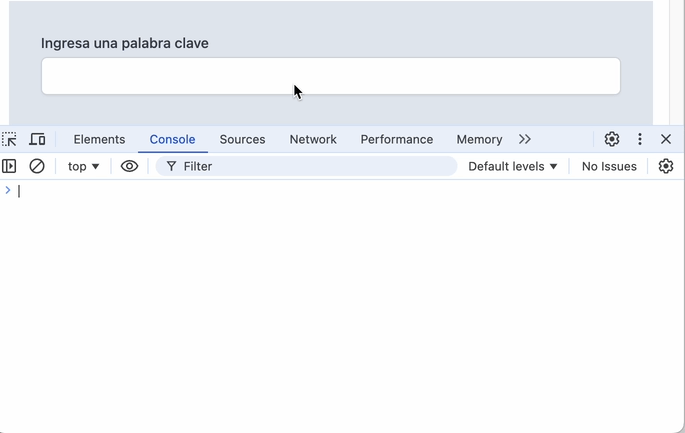 Ingresa una palabra clave
Elements Console Sources Network Performance Memory
top Filter Default levels No Issues